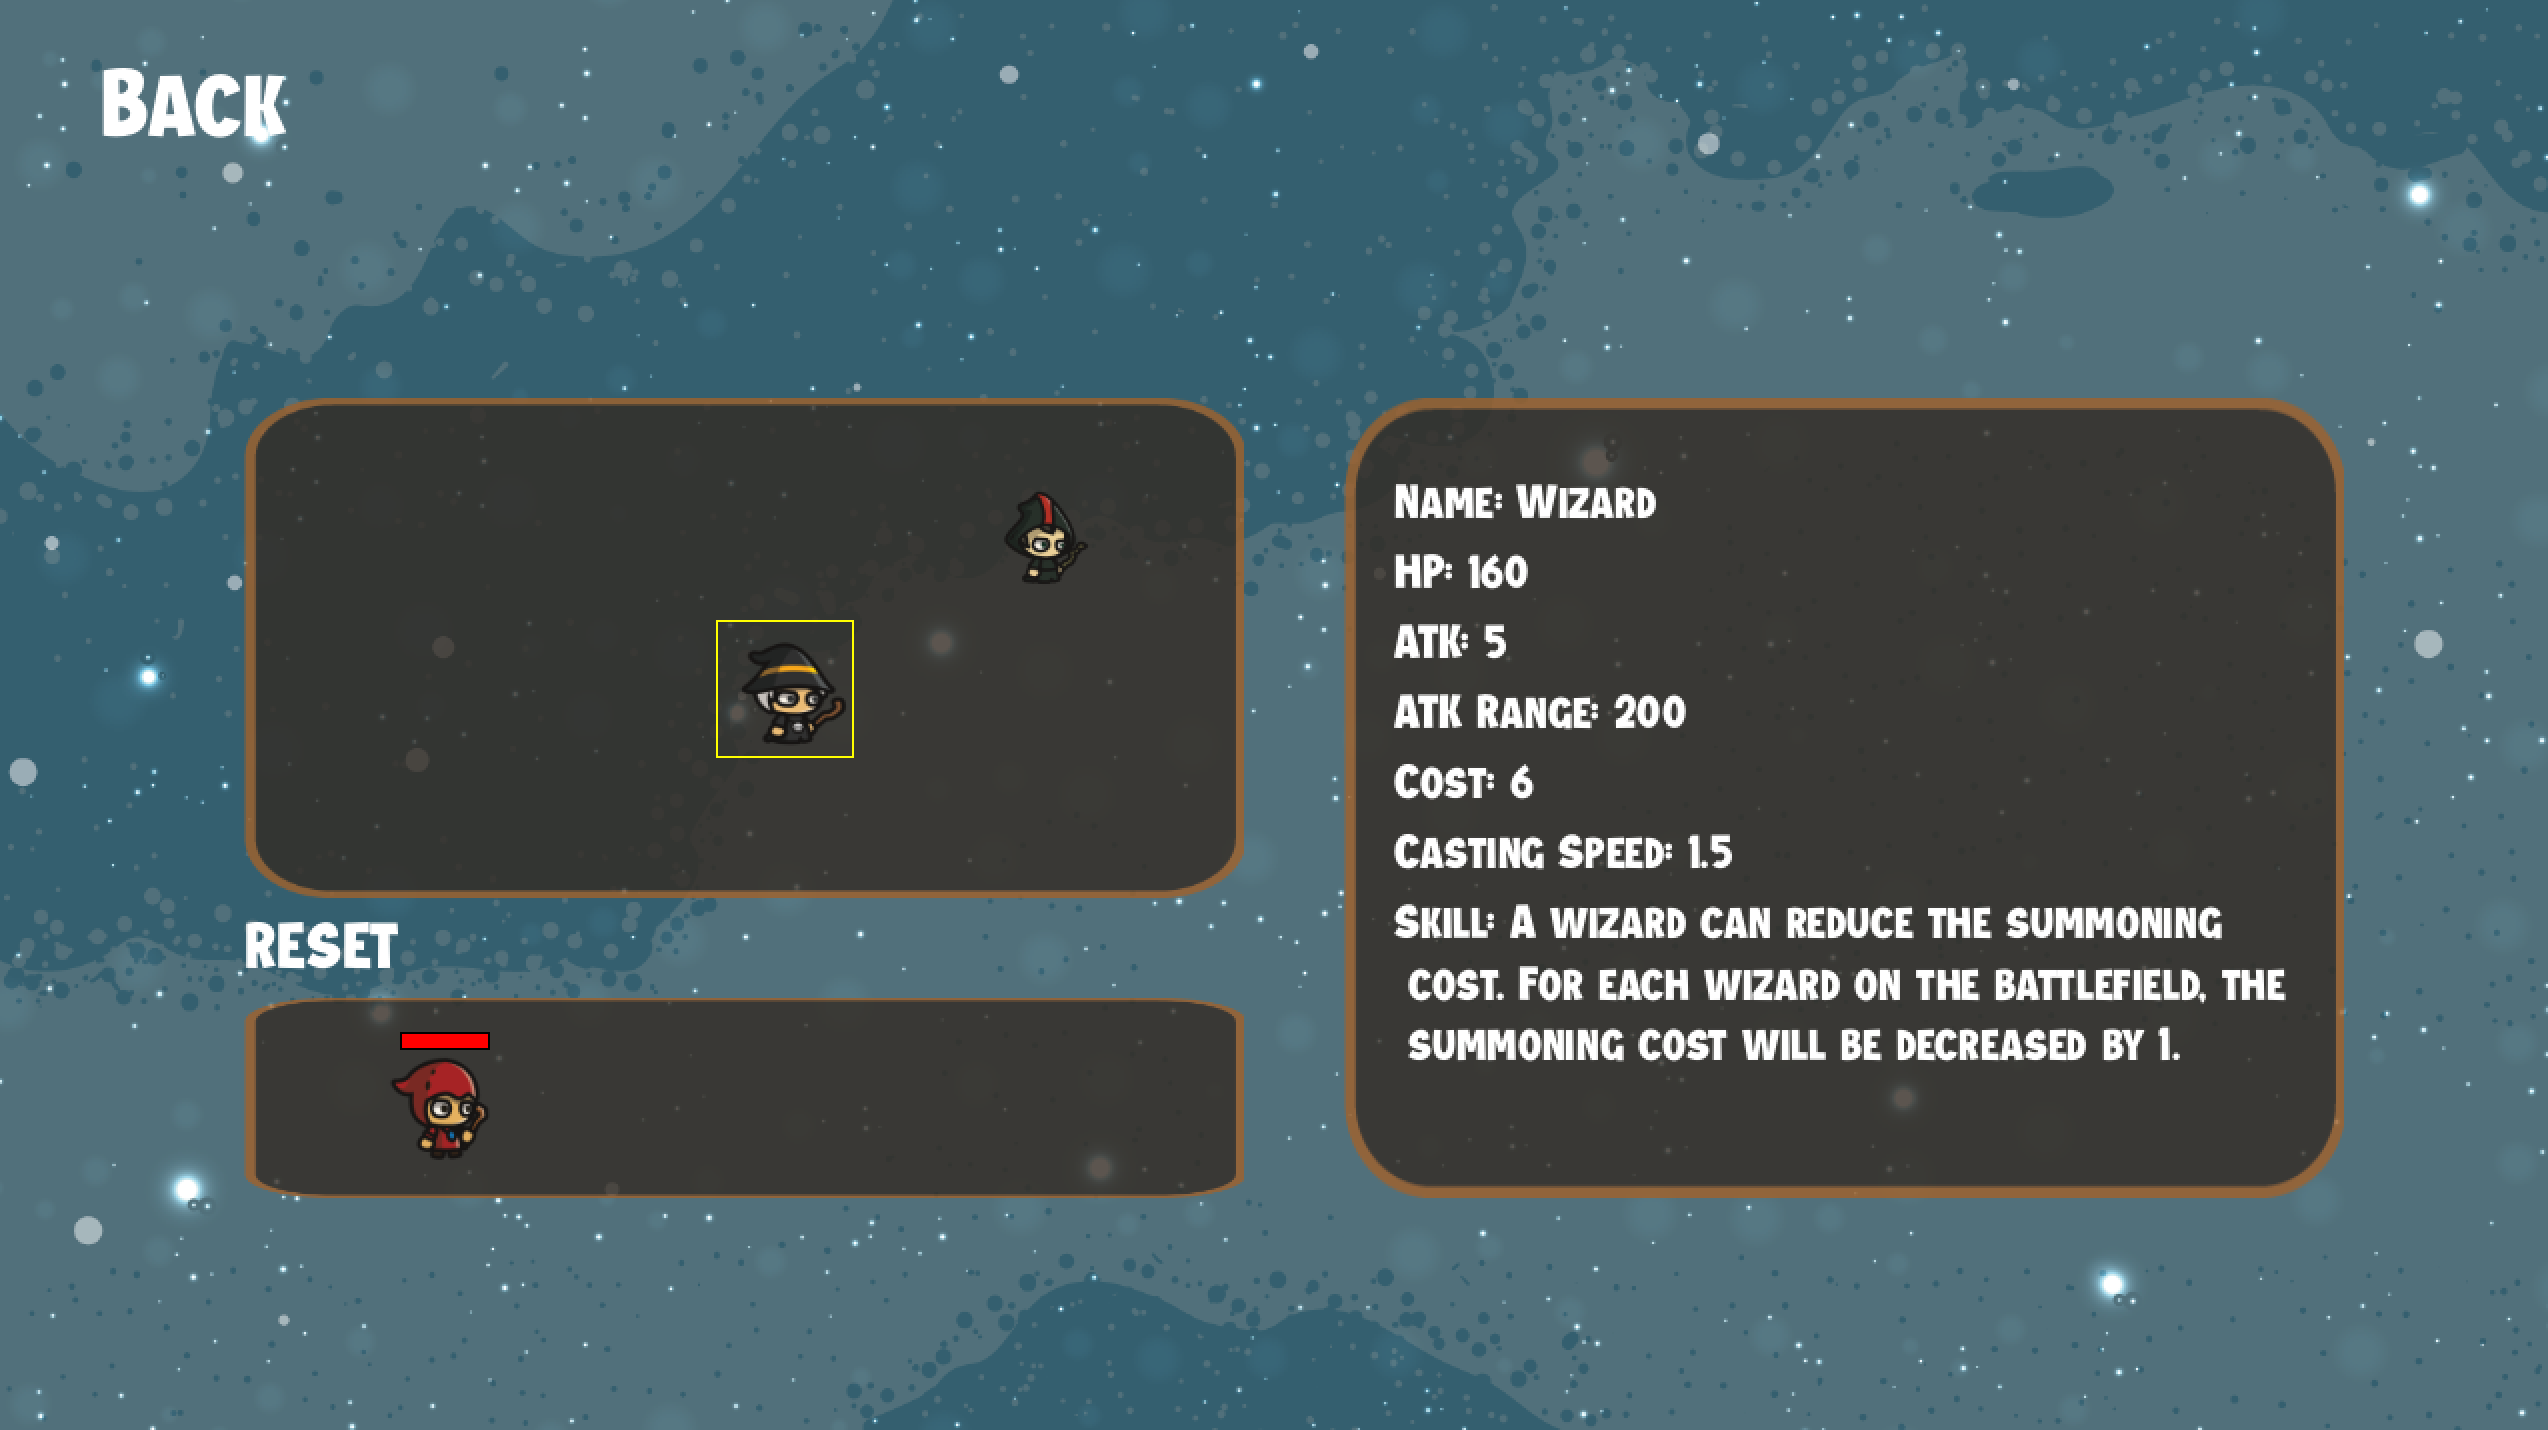 BACK
NAME: WIZARD
HP: 160
ATK: 5
ATK RANGE: 200
COST: 6
CASTING SPEED: 1.5
SKILL: A WIZARD CAN REDUCE THE SUMMONING
COST. FOR EACH WIZARD ON THE BATTLEFIELD, THE
SUMMONING COST WILL BE DECREASED BY 1.
RESET